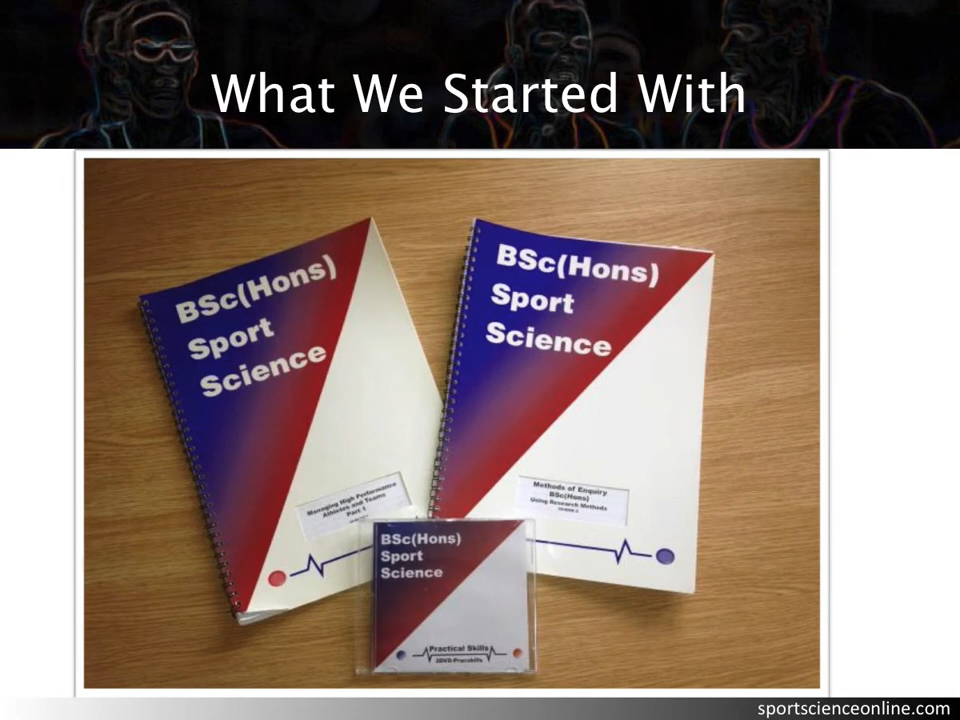 What We Started With
BSc(Hons)
Sport
Science
Managing High Performance
Athletes and Teams
Part 1
BSc(Hons)
Sport
Science
Methods of Enquiry
BSc(Hons)
Using Research Methods
BSc(Hons)
Sport
Science
Practical Skills
sportscienceonline.com